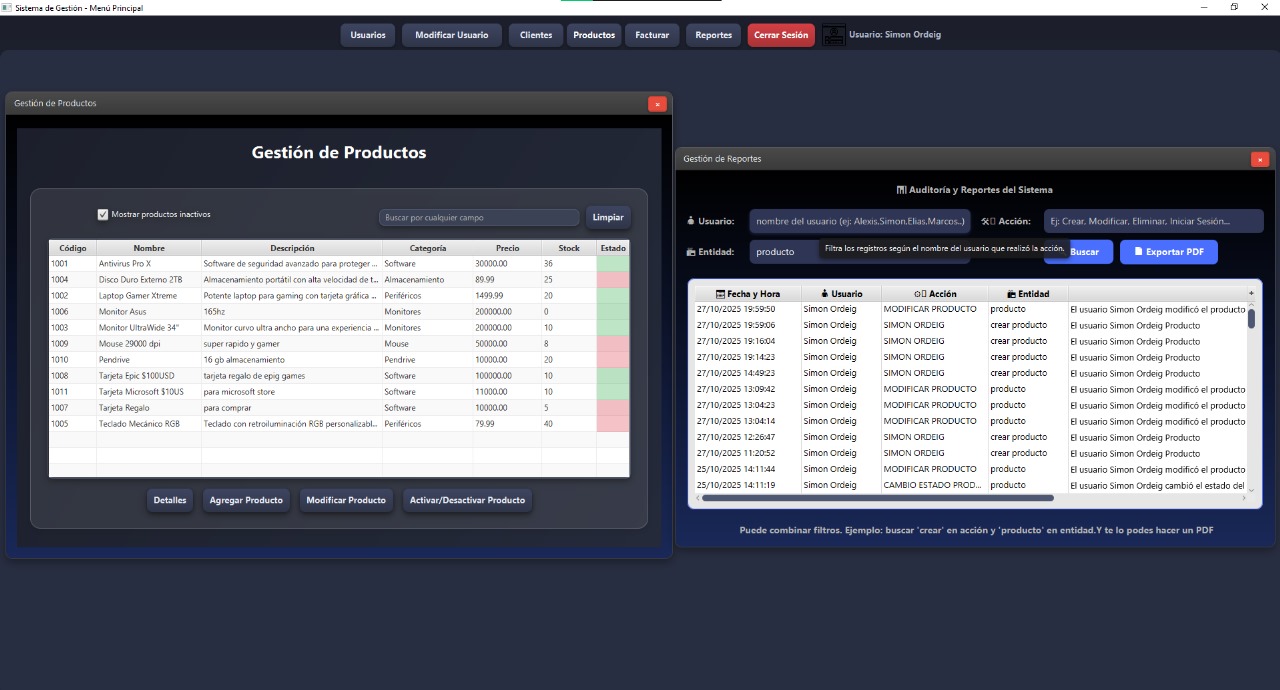 Sistema de Gestión - Menú Principal
Usuarios Modificar Usuario Clientes Productos Facturar Reportes Cerrar Sesión Usuario: Simon Ordeig
Gestión de Productos
Gestión de Productos
Mostrar productos inactivos Buscar por cualquier campo Limpiar
Código Nombre Descripción Categoría Precio Stock Estado
1001 Antivirus Pro X Software de seguridad avanzado para proteger ... Software 30000.00 36
1004 Disco Duro Externo 2TB Almacenamiento portátil con alta velocidad de t... Almacenamiento 89.99 25
1002 Laptop Gamer Xtreme Potente laptop para gaming con tarjeta gráfica ... Periféricos 1499.99 20
1006 Monitor Asus 165hz Monitores 200000.00 0
1003 Monitor UltraWide 34" Monitor curvo ultra ancho para una experiencia ... Monitores 200000.00 10
1009 Mouse 29000 dpi super rapido y gamer Mouse 50000.00 8
1010 Pendrive 16 gb almacenamiento Pendrive 10000.00 20
1008 Tarjeta Epic $100USD tarjeta regalo de epig games Software 100000.00 10
1011 Tarjeta Microsoft $10US para microsoft store Software 11000.00 10
1007 Tarjeta Regalo para comprar Software 10000.00 5
1005 Teclado Mecánico RGB Teclado con retroiluminación RGB personalizabl... Periféricos 79.99 40
Detalles Agregar Producto Modificar Producto Activar/Desactivar Producto
Gestión de Reportes
Auditoría y Reportes del Sistema
Usuario: nombre del usuario (ej: Alexis,Simon,Elias,Marcos..) Acción: Ej: Crear, Modificar, Eliminar, Iniciar Sesión...
Filtra los registros según el nombre del usuario que realizó la acción.
Entidad: producto Buscar Exportar PDF
Fecha y Hora Usuario Acción Entidad +
27/10/2025 19:59:50 Simon Ordeig MODIFICAR PRODUCTO producto El usuario Simon Ordeig modificó el producto
27/10/2025 19:59:06 Simon Ordeig SIMON ORDEIG crear producto El usuario Simon Ordeig Producto
27/10/2025 19:16:04 Simon Ordeig SIMON ORDEIG crear producto El usuario Simon Ordeig Producto
27/10/2025 19:14:23 Simon Ordeig SIMON ORDEIG crear producto El usuario Simon Ordeig Producto
27/10/2025 14:49:23 Simon Ordeig SIMON ORDEIG crear producto El usuario Simon Ordeig Producto
27/10/2025 13:09:42 Simon Ordeig MODIFICAR PRODUCTO producto El usuario Simon Ordeig modificó el producto
27/10/2025 13:04:23 Simon Ordeig MODIFICAR PRODUCTO producto El usuario Simon Ordeig modificó el producto
27/10/2025 13:04:14 Simon Ordeig MODIFICAR PRODUCTO producto El usuario Simon Ordeig modificó el producto
27/10/2025 12:26:47 Simon Ordeig SIMON ORDEIG crear producto El usuario Simon Ordeig Producto
27/10/2025 11:20:52 Simon Ordeig SIMON ORDEIG crear producto El usuario Simon Ordeig Producto
25/10/2025 14:11:44 Simon Ordeig MODIFICAR PRODUCTO producto El usuario Simon Ordeig modificó el producto
25/10/2025 14:11:19 Simon Ordeig CAMBIO ESTADO PROD... producto El usuario Simon Ordeig cambió el estado del
Puede combinar filtros. Ejemplo: buscar 'crear' en acción y 'producto' en entidad.Y te lo podes hacer un PDF